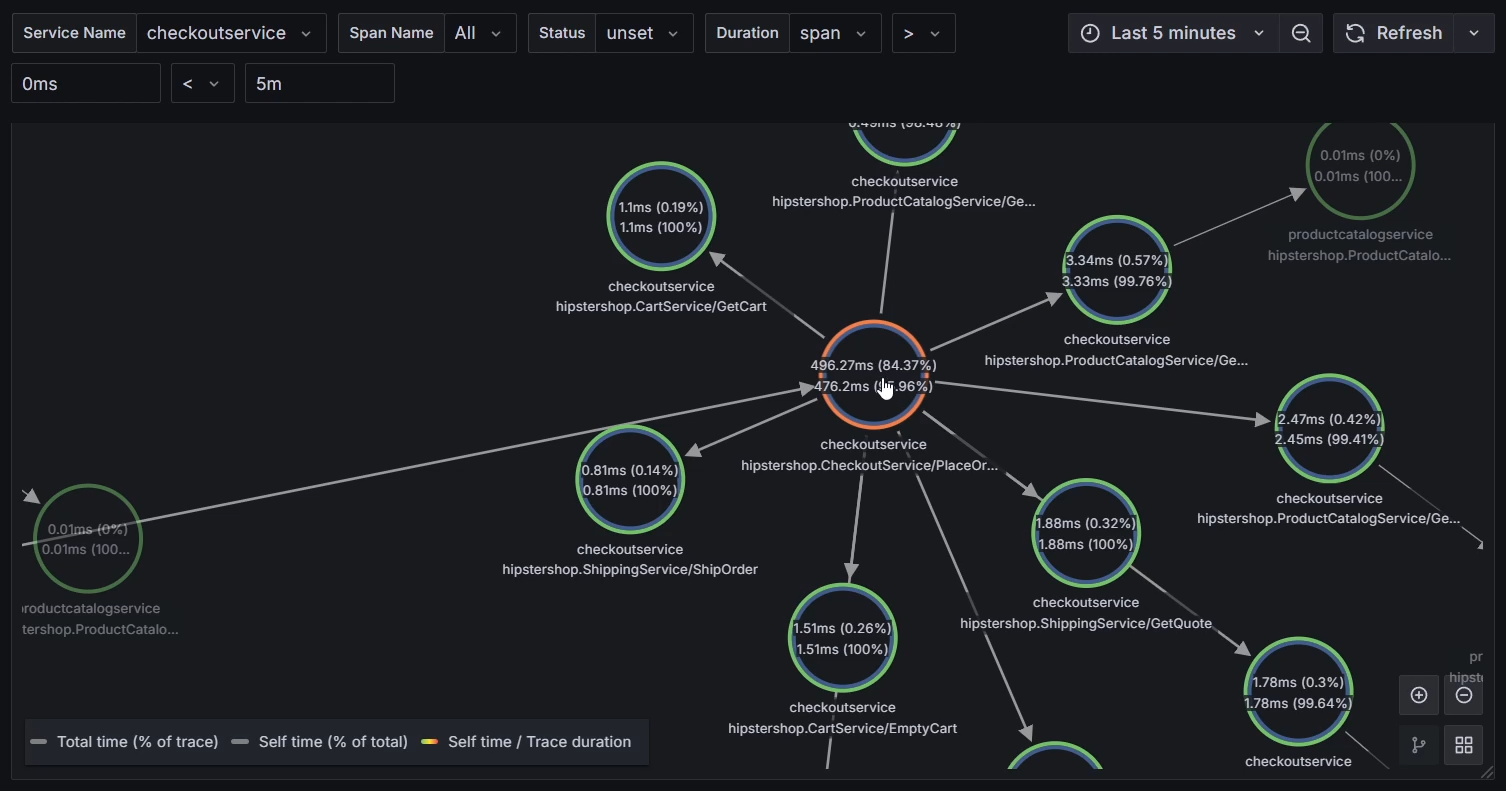 Service Name checkoutservice Span Name All Status unset Duration span > Last 5 minutes Refresh
0ms < 5m
checkoutservice
hipstershop.ProductCatalogService/Ge...
1.1ms (0.19%)
1.1ms (100%)
checkoutservice
hipstershop.CartService/GetCart
0.01ms (0%)
0.01ms (100...
productcatalogservice
hipstershop.ProductCatalo...
3.34ms (0.57%)
3.33ms (99.76%)
checkoutservice
hipstershop.ProductCatalogService/Ge...
496.27ms (84.37%)
476.2ms
checkoutservice
hipstershop.CheckoutService/PlaceOr...
2.47ms (0.42%)
2.45ms (99.41%)
checkoutservice
hipstershop.ProductCatalogService/Ge...
0.81ms (0.14%)
0.81ms (100%)
checkoutservice
hipstershop.ShippingService/ShipOrder
0.01ms (0%)
0.01ms (100...
roductcatalogservice
tershop.ProductCatalo...
1.88ms (0.32%)
1.88ms (100%)
checkoutservice
hipstershop.ShippingService/GetQuote
1.51ms (0.26%)
1.51ms (100%)
checkoutservice
hipstershop.CartService/EmptyCart
1.78ms (0.3%)
1.78ms (99.64%)
checkoutservice
pr
hipst
Total time (% of trace) Self time (% of total) Self time / Trace duration